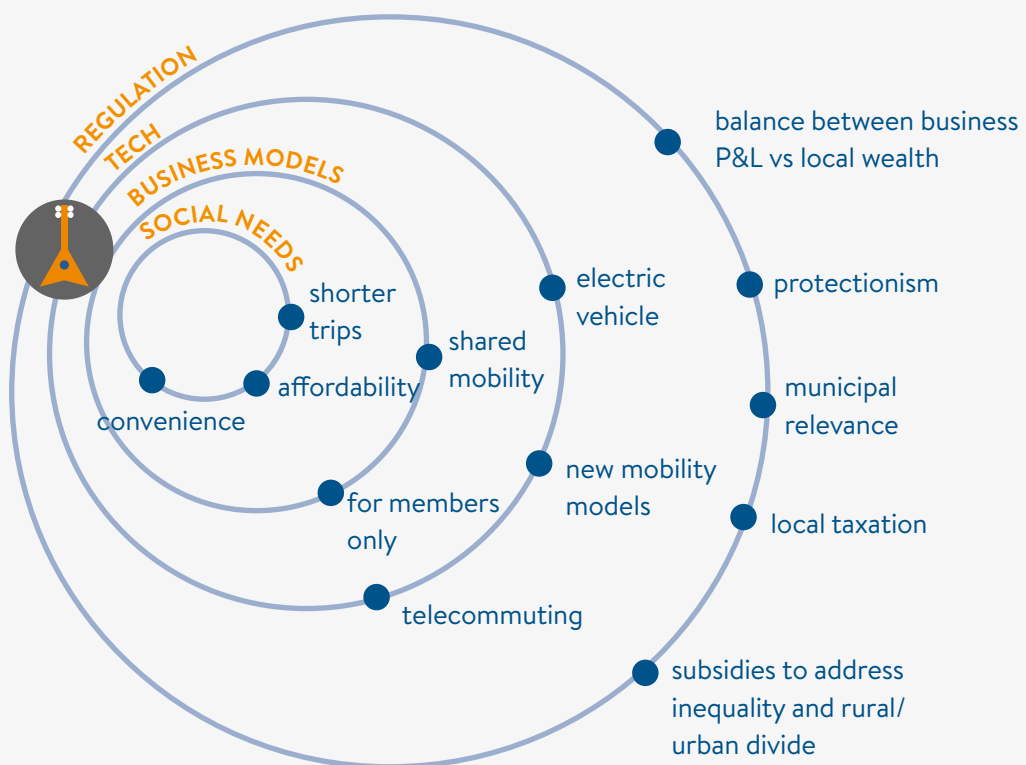 REGULATION
TECH
BUSINESS MODELS
SOCIAL NEEDS
balance between business
P&L vs local wealth
protectionism
municipal
relevance
local taxation
subsidies to address
inequality and rural/
urban divide
electric
vehicle
new mobility
models
telecommuting
shared
mobility
for members
only
shorter
trips
affordability
convenience